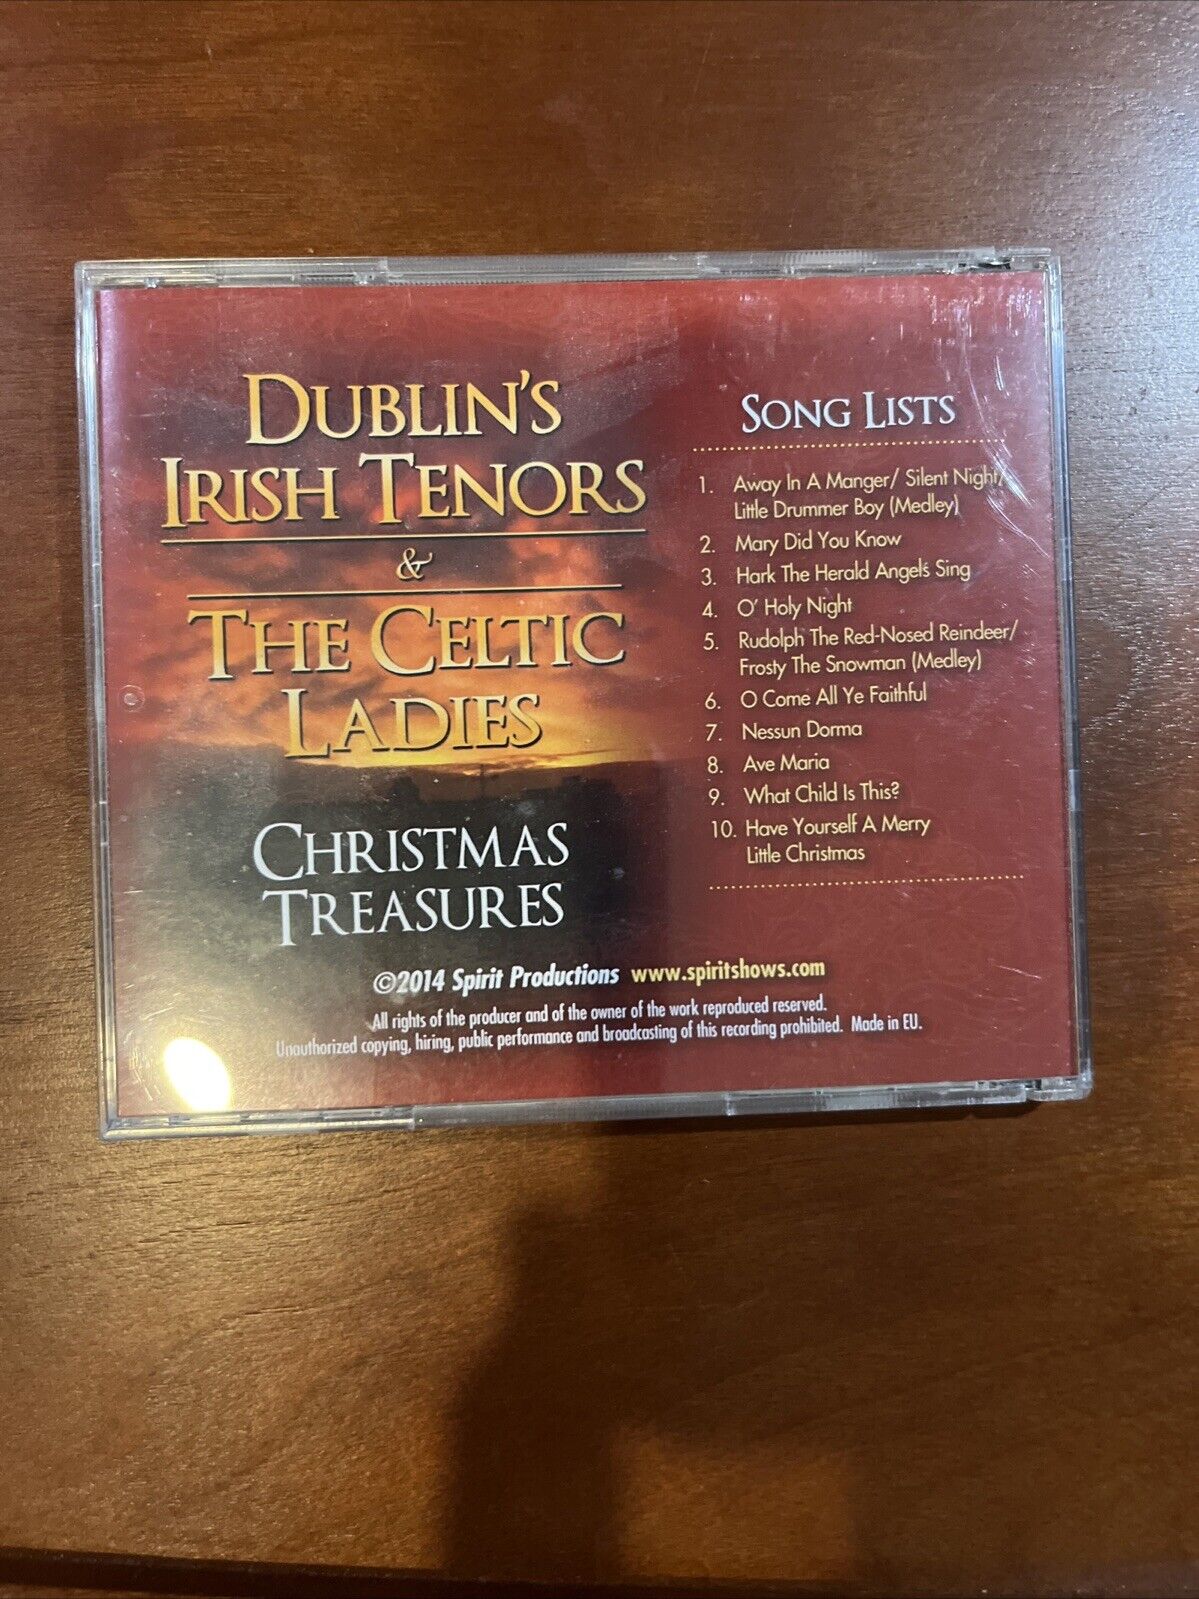 DUBLIN'S
IRISH TENORS
&
THE CELTIC
LADIES
CHRISTMAS
TREASURES
SONG LISTS
1. Away In A Manger/ Silent Night/
Little Drummer Boy (Medley)
2. Mary Did You Know
3. Hark The Herald Angels Sing
4. O' Holy Night
5. Rudolph The Red-Nosed Reindeer/
Frosty The Snowman (Medley)
6. O Come All Ye Faithful
7. Nessun Dorma
8. Ave Maria
9. What Child Is This?
10. Have Yourself A Merry
Little Christmas
©2014 Spirit Productions www.spiritshows.com
All rights of the producer and of the owner of the work reproduced reserved.
Unauthorized copying, hiring, public performance and broadcasting of this recording prohibited. Made in EU.